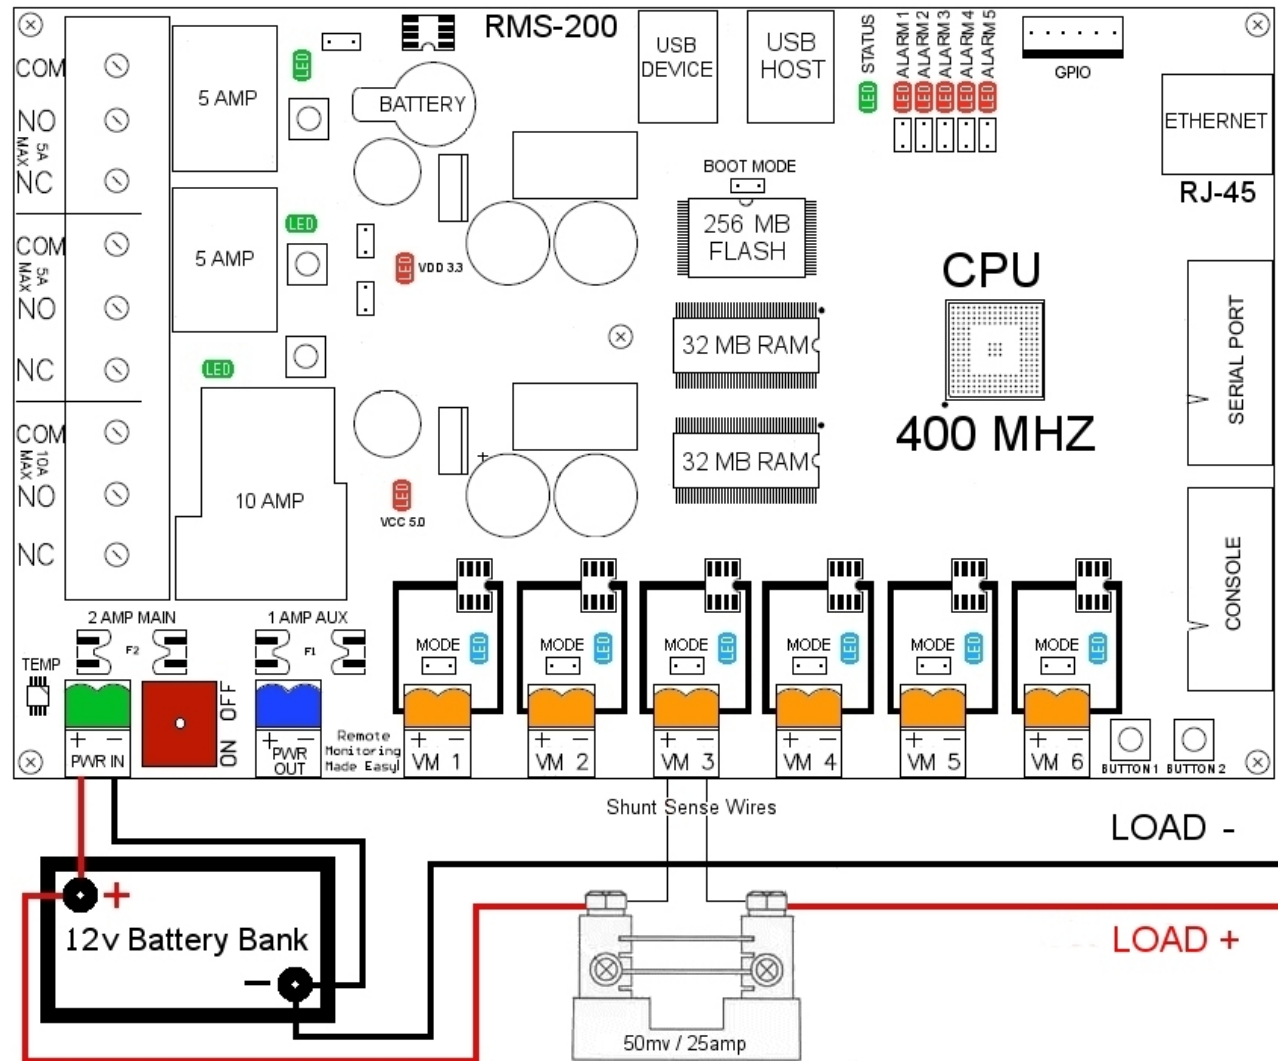 RMS-200
COM
NO
5A MAX
NC
5 AMP
LED
BATTERY
USB DEVICE
USB HOST
STATUS
ALARM 1
ALARM 2
ALARM 3
ALARM 4
ALARM 5
LED
LED
LED
LED
LED
LED
GPIO
ETHERNET
RJ-45
BOOT MODE
256 MB
FLASH
COM
5A MAX
NO
NC
5 AMP
LED
LED
VDD 3.3
LED
32 MB RAM
CPU
400 MHZ
SERIAL PORT
COM
10A MAX
NO
NC
10 AMP
+
LED
VCC 5.0
32 MB RAM
CONSOLE
2 AMP MAIN
F2
1 AMP AUX
F1
TEMP
MODE
LED
MODE
LED
MODE
LED
MODE
LED
MODE
LED
MODE
LED
+ −
PWR IN
ON OFF
+ −
PWR
OUT
Remote
Monitoring
Made Easy!
+ −
VM 1
+ −
VM 2
+ −
VM 3
+ −
VM 4
+ −
VM 5
+ −
VM 6
BUTTON 1
BUTTON 2
Shunt Sense Wires
LOAD -
+
12v Battery Bank
−
LOAD +
50mv / 25amp